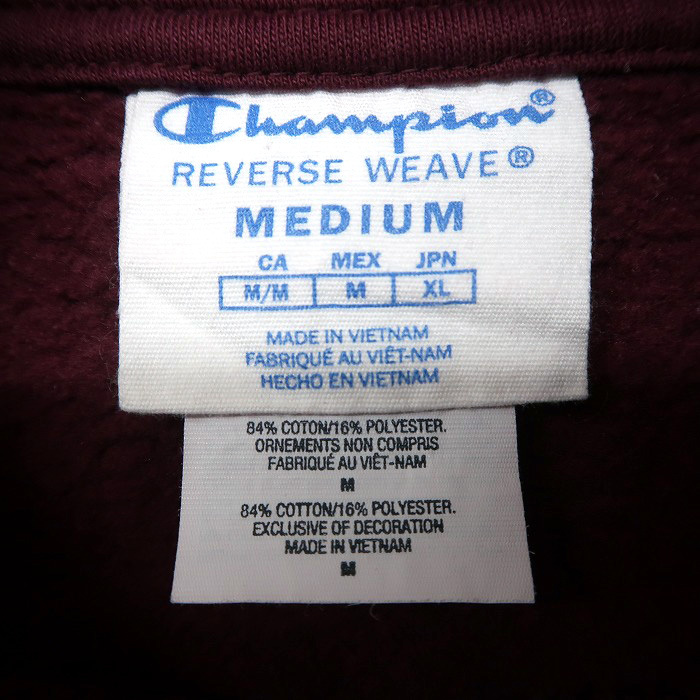 Champion®
REVERSE WEAVE®
MEDIUM
CA MEX JPN
M/M M XL
MADE IN VIETNAM
FABRIQUÉ AU VIÊT-NAM
HECHO EN VIETNAM
84% COTON/16% POLYESTER.
ORNEMENTS NON COMPRIS
FABRIQUÉ AU VIÊT-NAM
M
84% COTTON/16% POLYESTER.
EXCLUSIVE OF DECORATION
MADE IN VIETNAM
M